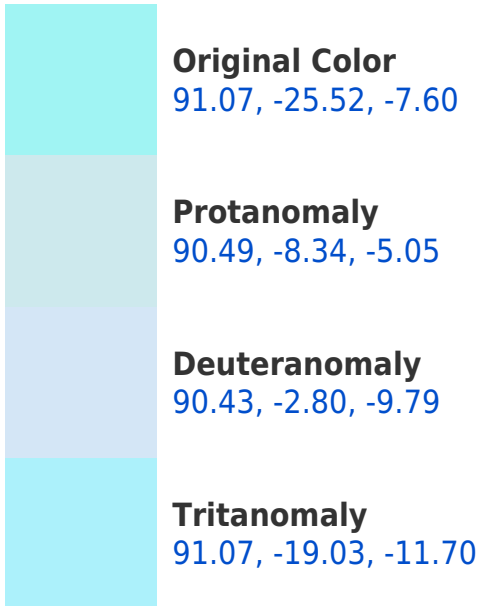 Original Color
91.07, -25.52, -7.60
Protanomaly
90.49, -8.34, -5.05
Deuteranomaly
90.43, -2.80, -9.79
Tritanomaly
91.07, -19.03, -11.70